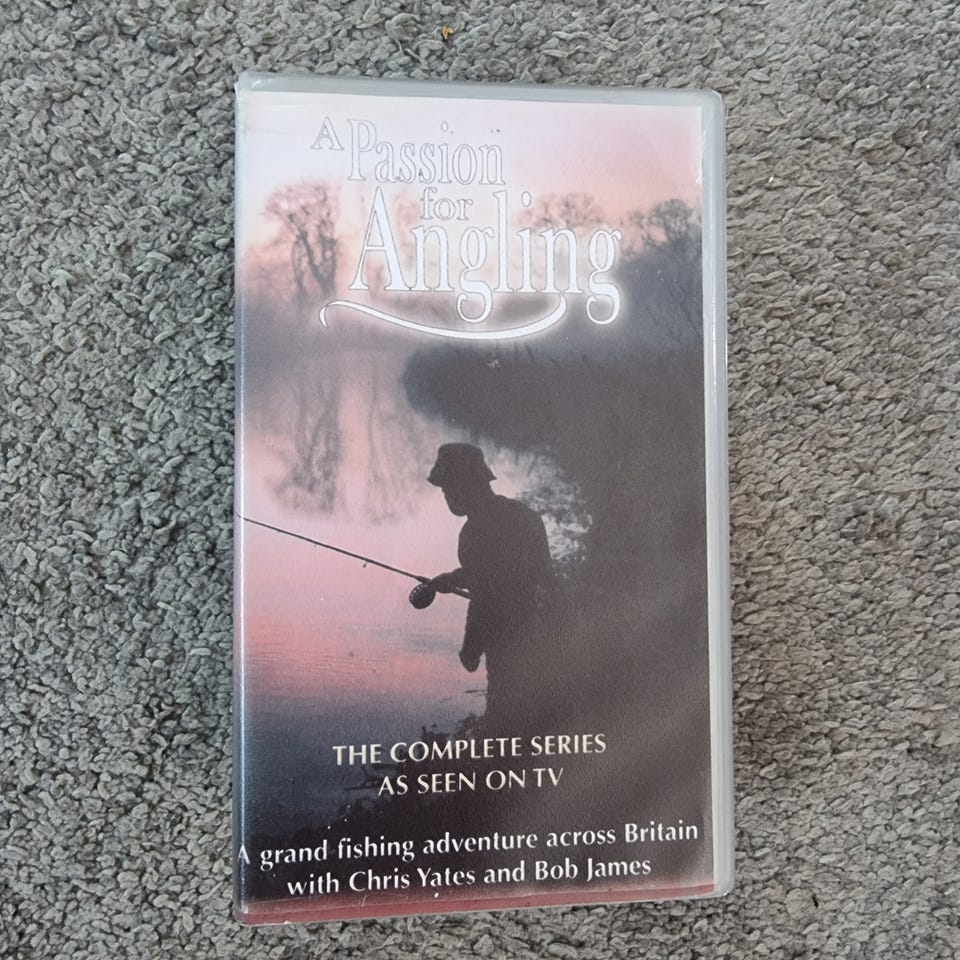 A Passion
for
Angling
THE COMPLETE SERIES
AS SEEN ON TV
A grand fishing adventure across Britain
with Chris Yates and Bob James